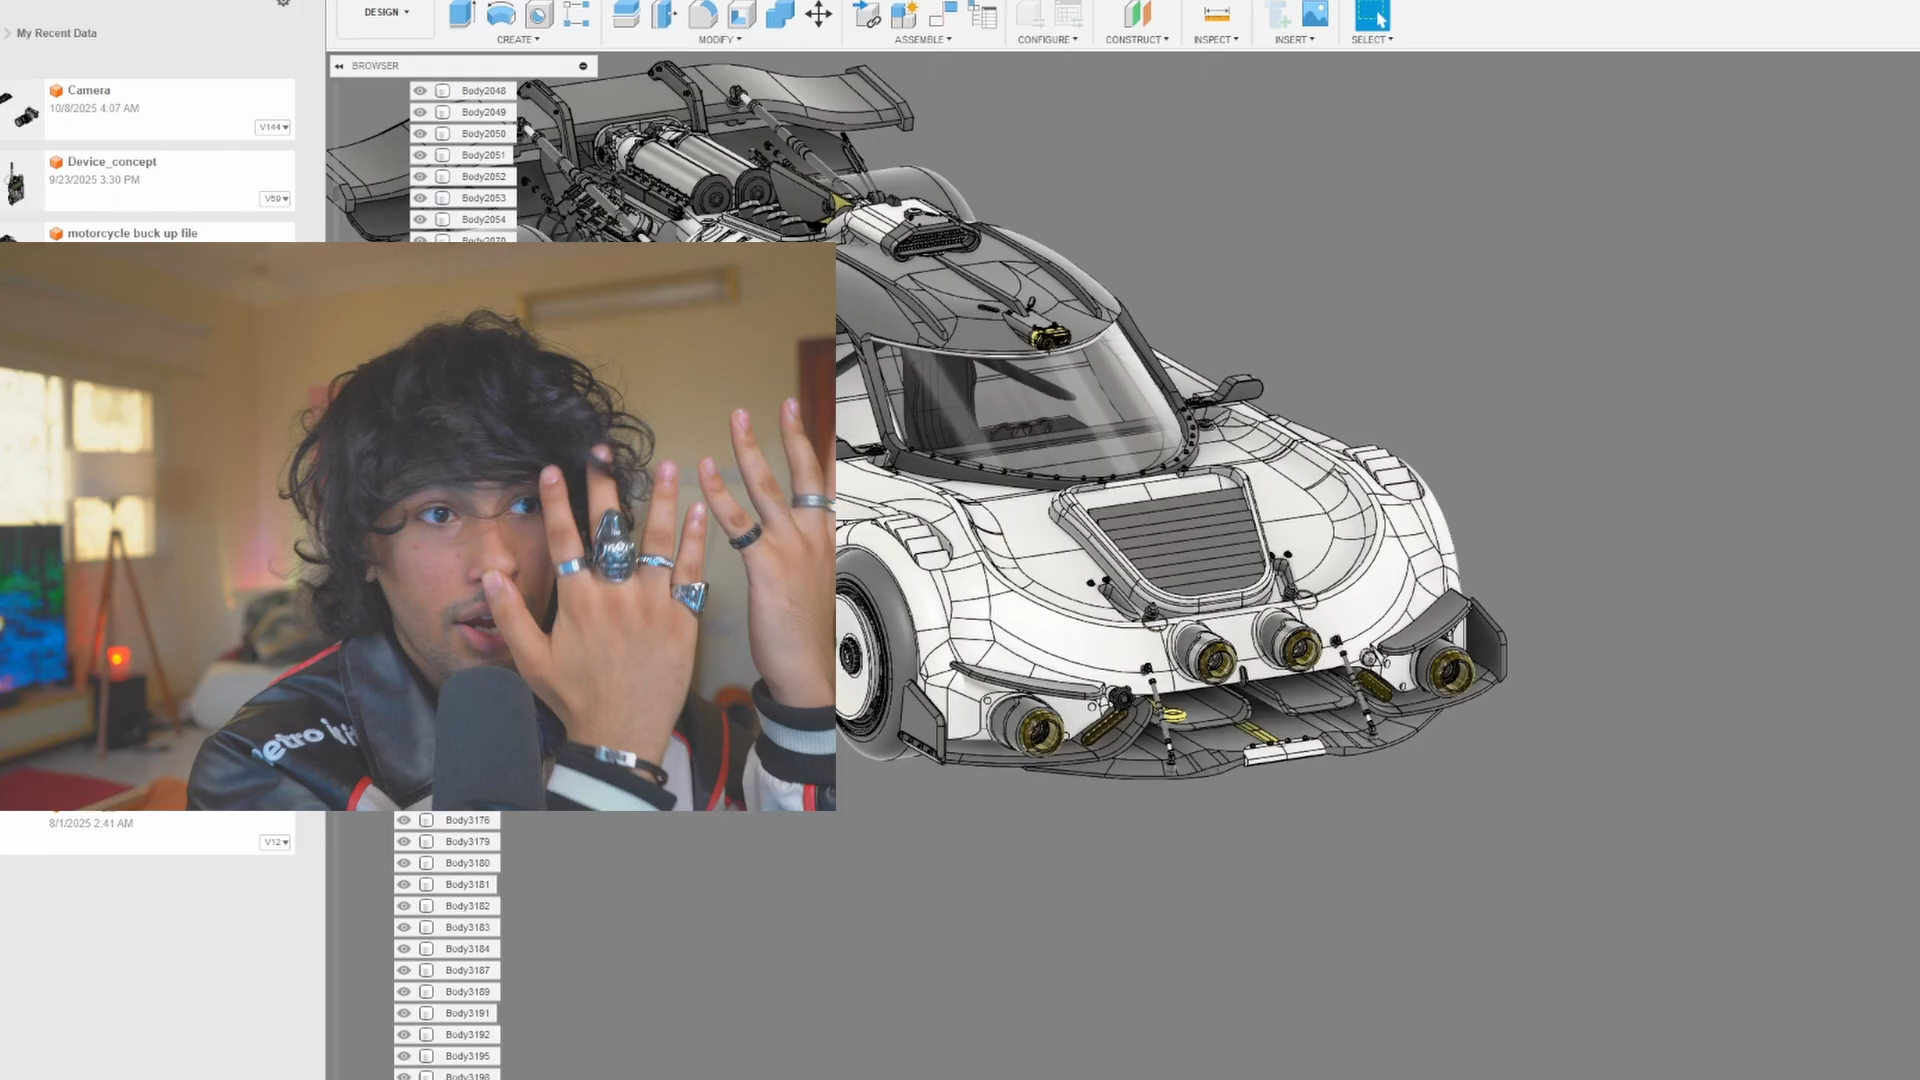 DESIGN
CREATE
MODIFY
ASSEMBLE
CONFIGURE
CONSTRUCT
INSPECT
INSERT
SELECT
My Recent Data
BROWSER
Camera
10/8/2025 4:07 AM
V144
Device_concept
9/23/2025 3:30 PM
V59
motorcycle buck up file
8/1/2025 2:41 AM
V12
Body2048
Body2049
Body2050
Body2051
Body2052
Body2053
Body2054
Body2070
Body3176
Body3179
Body3180
Body3181
Body3182
Body3183
Body3184
Body3187
Body3189
Body3191
Body3192
Body3195
Body3198